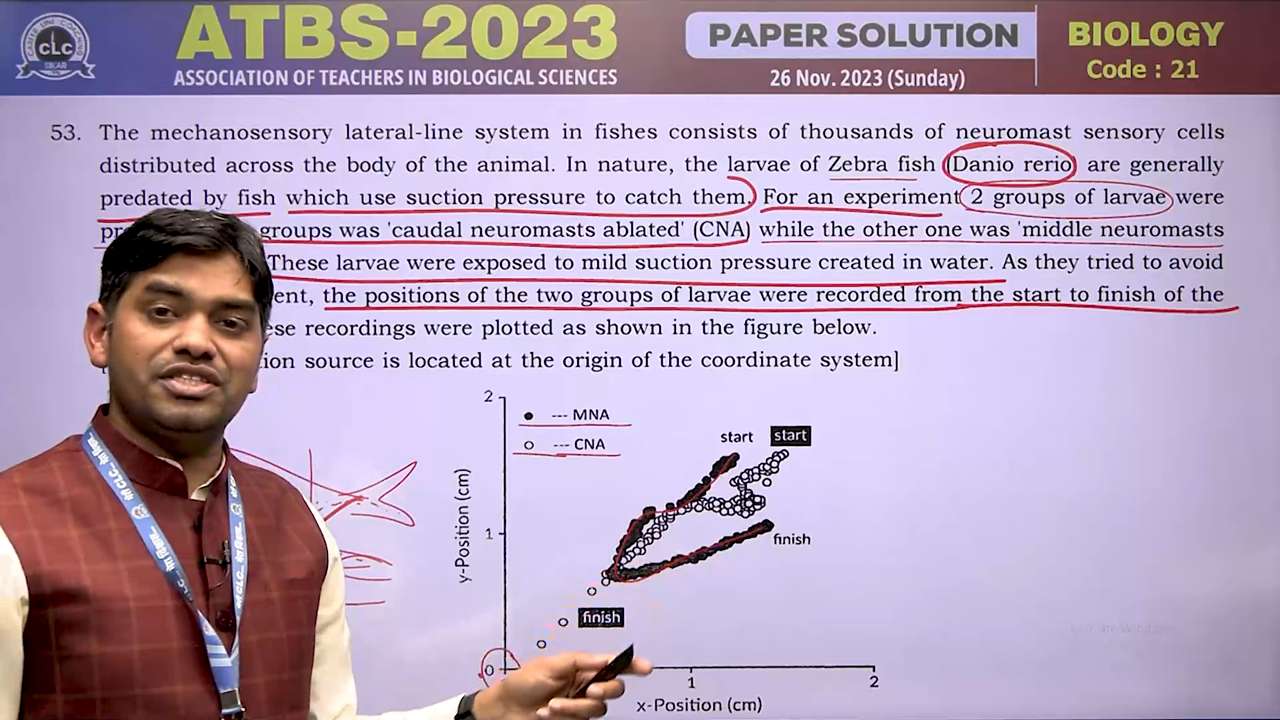 CLC
SIKAR
ATBS-2023
ASSOCIATION OF TEACHERS IN BIOLOGICAL SCIENCES
PAPER SOLUTION
26 Nov. 2023 (Sunday)
BIOLOGY
Code : 21
53. The mechanosensory lateral-line system in fishes consists of thousands of neuromast sensory cells
distributed across the body of the animal. In nature, the larvae of Zebra fish (Danio rerio) are generally
predated by fish which use suction pressure to catch them. For an experiment 2 groups of larvae were
groups was 'caudal neuromasts ablated' (CNA) while the other one was 'middle neuromasts
These larvae were exposed to mild suction pressure created in water. As they tried to avoid
the positions of the two groups of larvae were recorded from the start to finish of the
recordings were plotted as shown in the figure below.
source is located at the origin of the coordinate system]
2
--- MNA
--- CNA
start
start
y-Position (cm)
1
finish
finish
0
1
2
x-Position (cm)